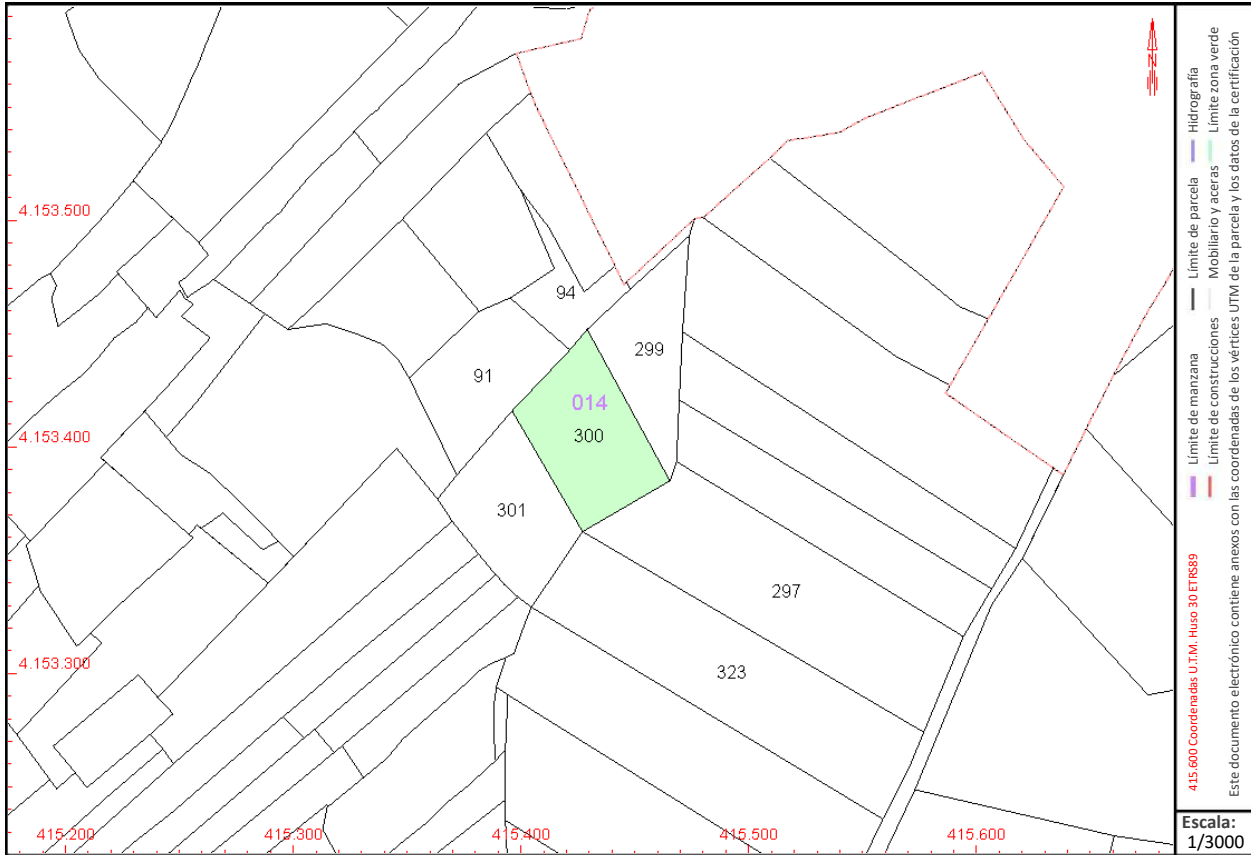 4.153.500
94
299
91
014
300
4.153.400
301
297
4.153.300
323
415.200
415.300
415.400
415.500
415.600
N
415.600 Coordenadas U.T.M. Huso 30 ETRS89
Límite de manzana
Límite de parcela
Hidrografía
Límite de construcciones
Mobiliario y aceras
Límite zona verde
Este documento electrónico contiene anexos con las coordenadas de los vértices UTM de la parcela y los datos de la certificación
Escala:
1/3000